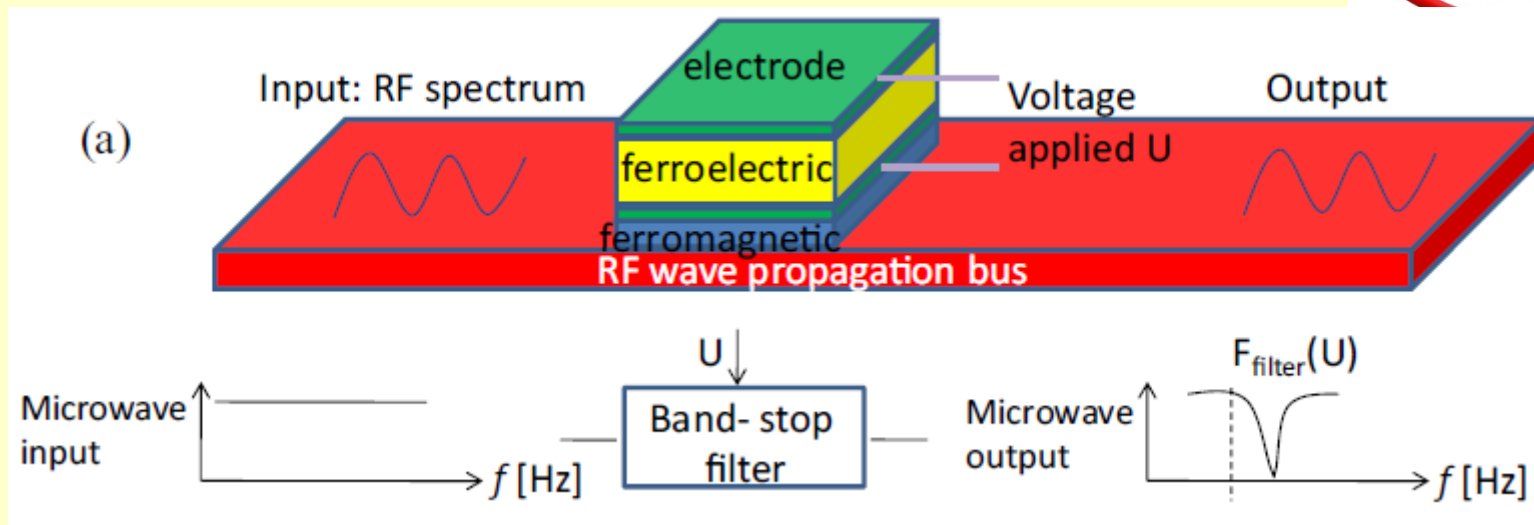 electrode
Input: RF spectrum
Voltage
applied U
Output
(a)
ferroelectric
ferromagnetic
RF wave propagation bus
U
F_filter(U)
Microwave
input
f [Hz]
Band- stop
filter
Microwave
output
f [Hz]